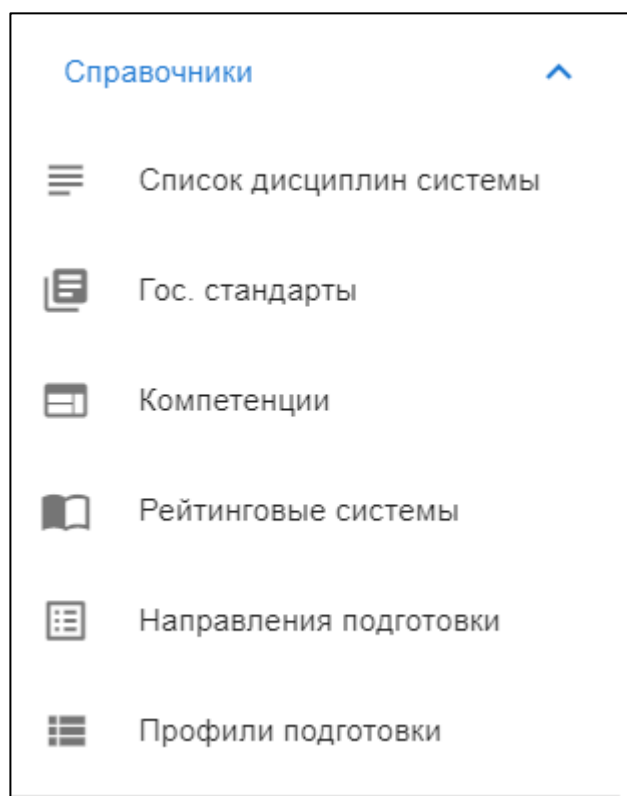 Справочники
Список дисциплин системы
Гос. стандарты
Компетенции
Рейтинговые системы
Направления подготовки
Профили подготовки